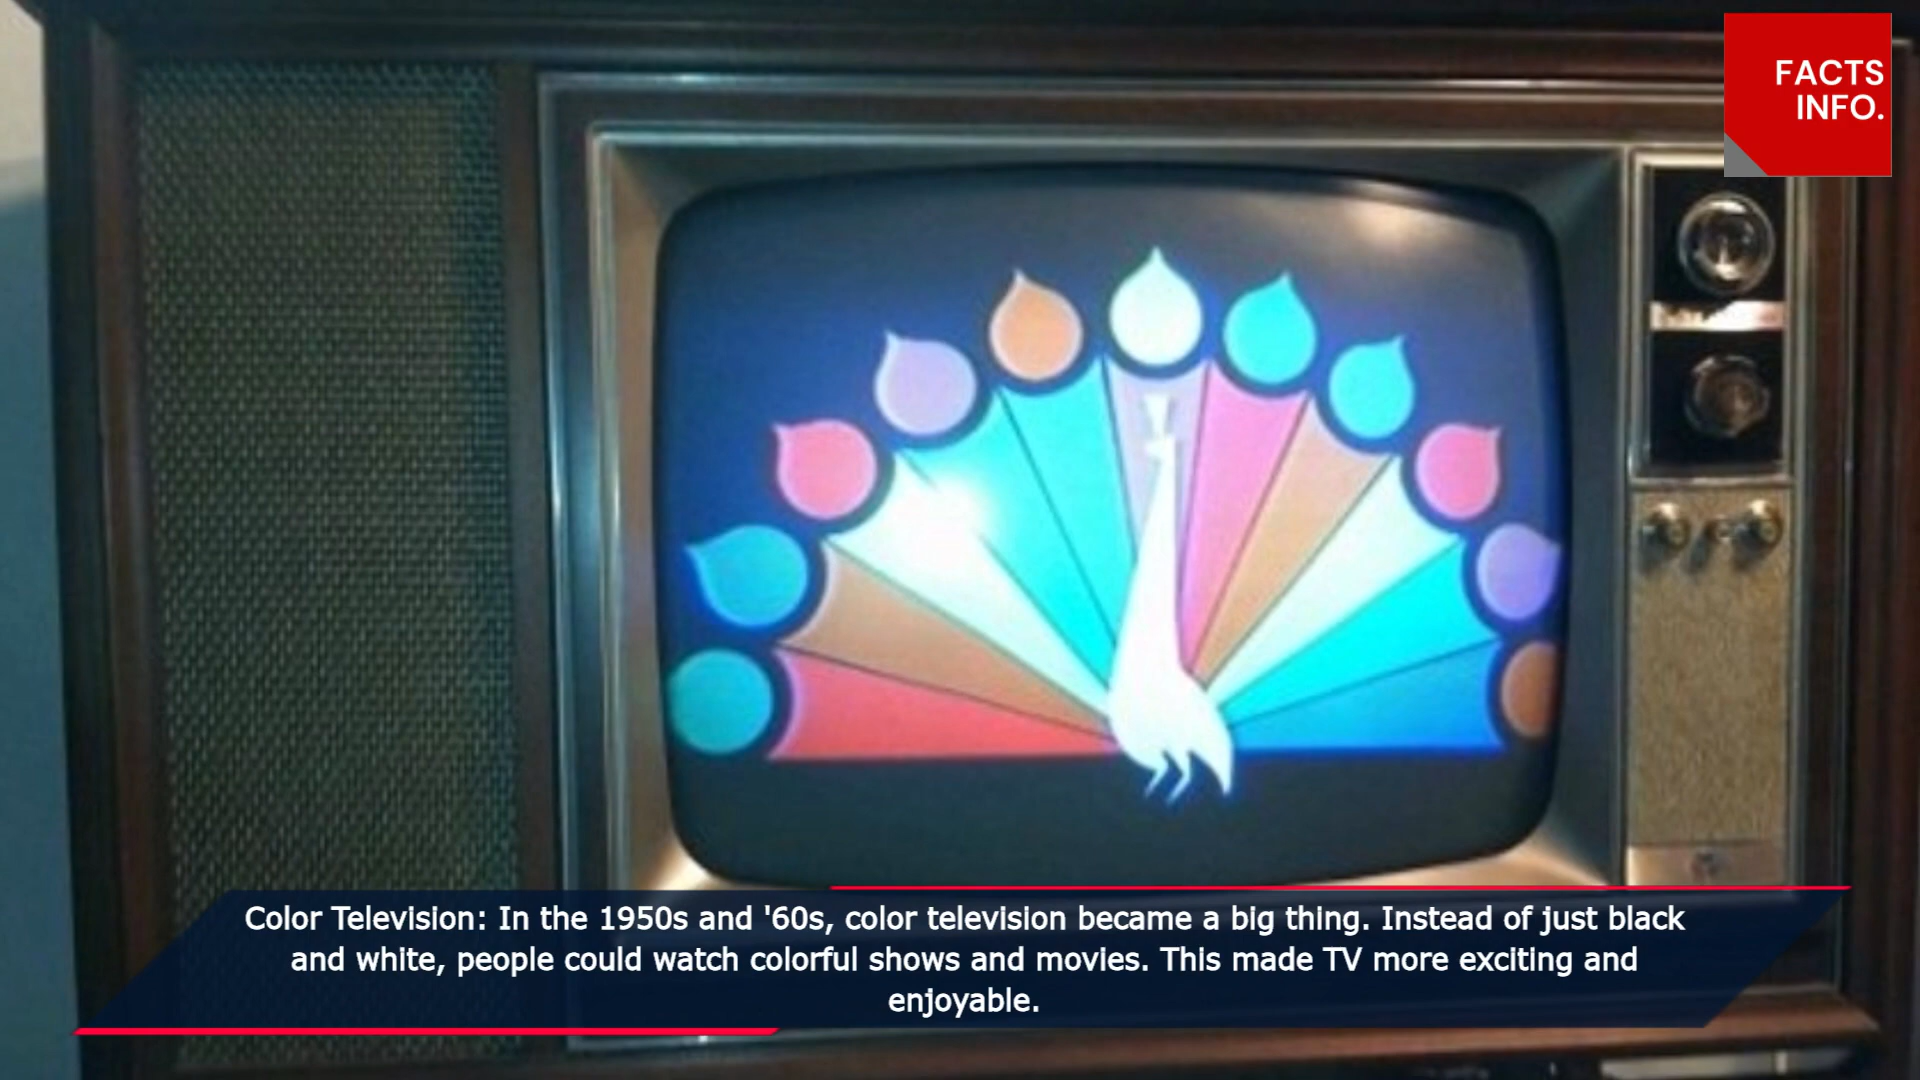 FACTS
INFO.
Color Television: In the 1950s and '60s, color television became a big thing. Instead of just black
and white, people could watch colorful shows and movies. This made TV more exciting and
enjoyable.